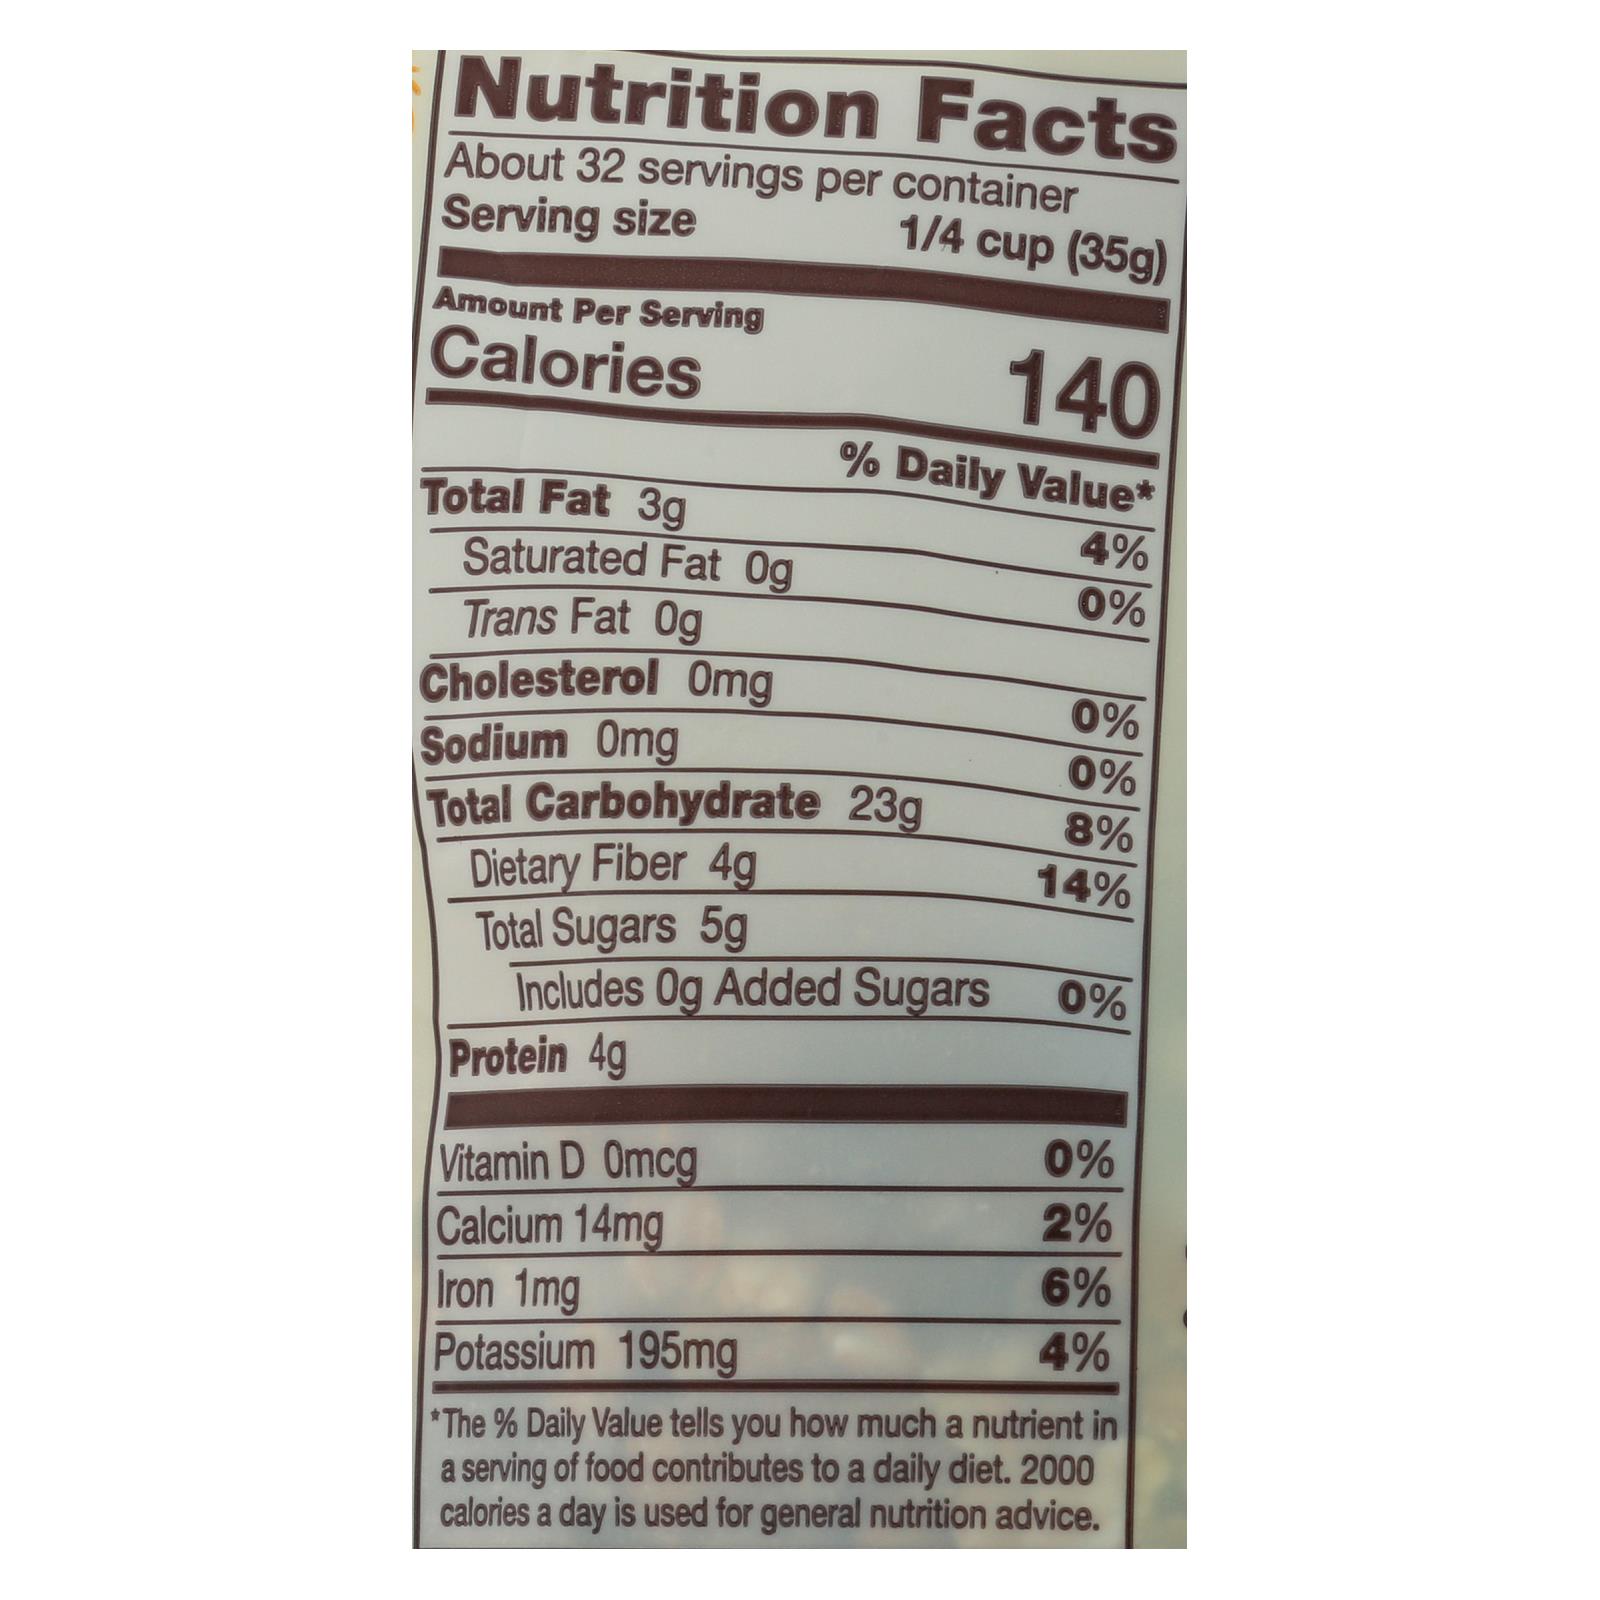 Nutrition Facts
About 32 servings per container
Serving size 1/4 cup (35g)
Amount Per Serving
Calories 140
% Daily Value*
Total Fat 3g 4%
Saturated Fat 0g 0%
Trans Fat 0g
Cholesterol 0mg 0%
Sodium 0mg 0%
Total Carbohydrate 23g 8%
Dietary Fiber 4g 14%
Total Sugars 5g
Includes 0g Added Sugars 0%
Protein 4g
Vitamin D 0mcg 0%
Calcium 14mg 2%
Iron 1mg 6%
Potassium 195mg 4%
*The % Daily Value tells you how much a nutrient in
a serving of food contributes to a daily diet. 2000
calories a day is used for general nutrition advice.